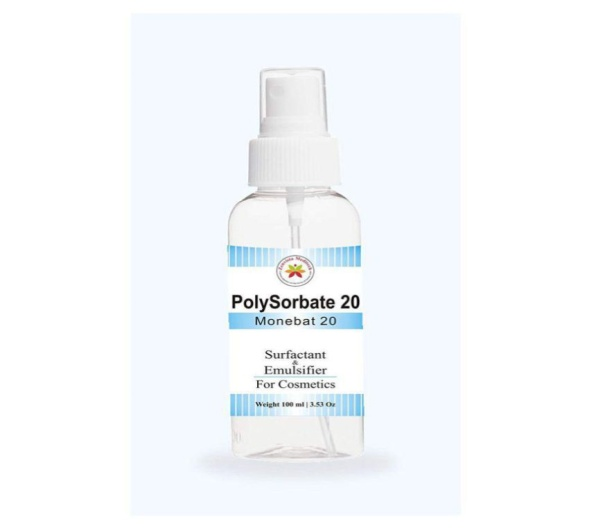 PolySorbate 20
Monebat 20
Surfactant
&
Emulsifier
For Cosmetics
Weight 100 ml | 3.53 Oz